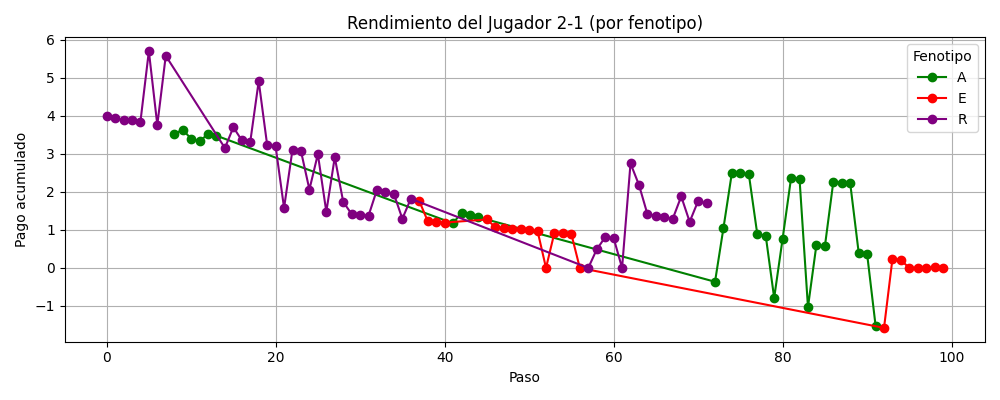 Rendimiento del Jugador 2-1 (por fenotipo)
Pago acumulado
6
5
4
3
2
1
0
−1
0
20
40
60
80
100
Paso
Fenotipo
A
E
R